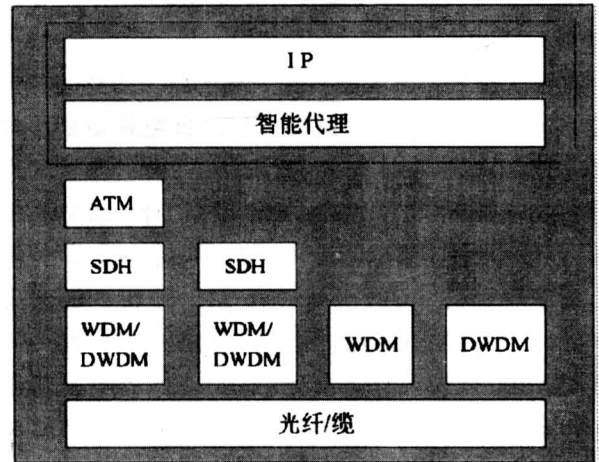 IP
智能代理
ATM
SDH
SDH
WDM/
DWDM
WDM/
DWDM
WDM
DWDM
光纤/缆